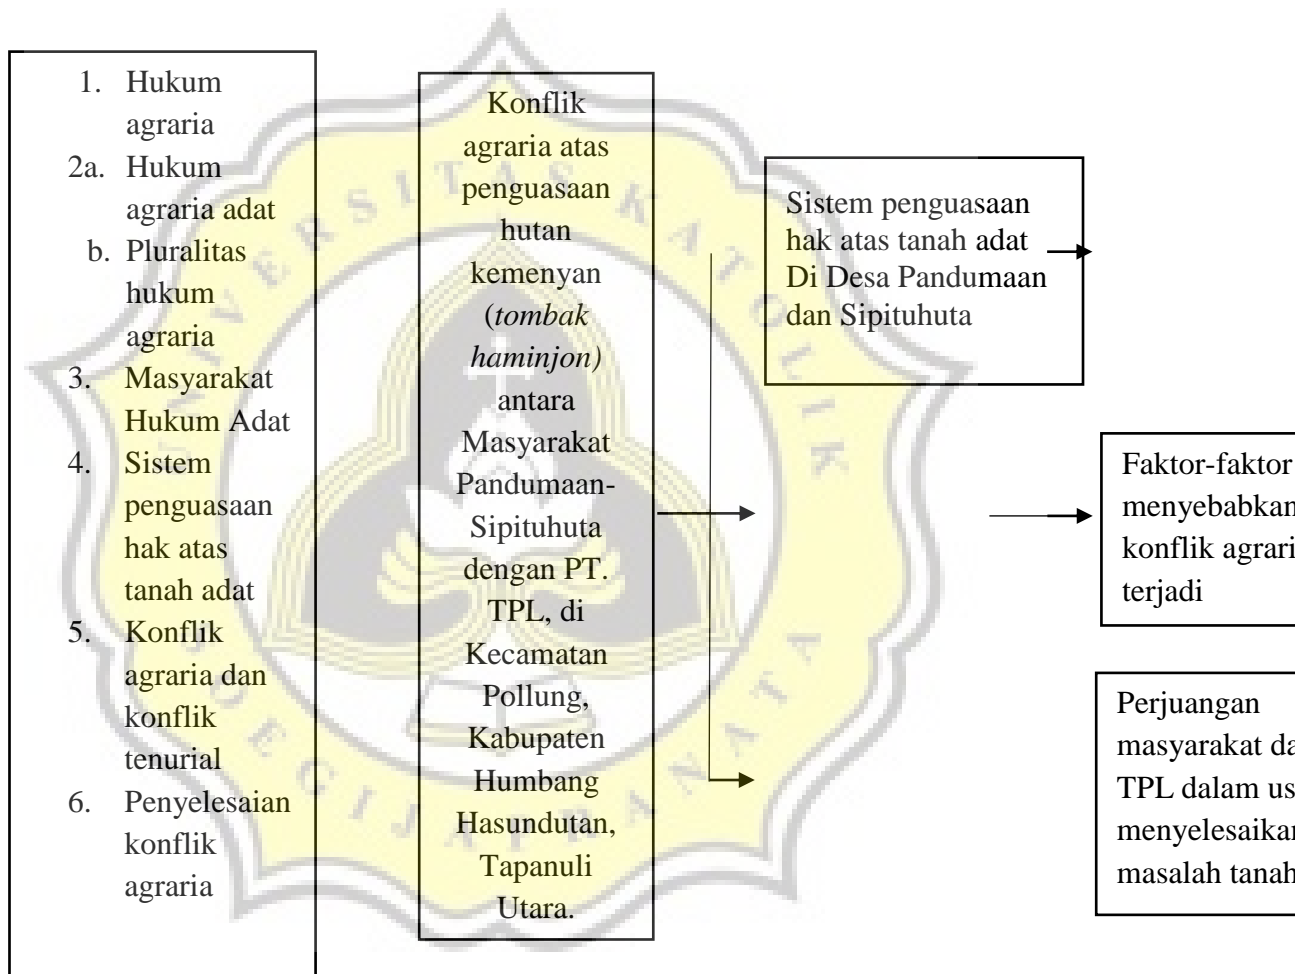 1. Hukum
agraria
2a. Hukum
agraria adat
b. Pluralitas
hukum
agraria
3. Masyarakat
Hukum Adat
4. Sistem
penguasaan
hak atas
tanah adat
5. Konflik
agraria dan
konflik
tenurial
6. Penyelesaian
konflik
agraria
Konflik
agraria atas
penguasaan
hutan
kemenyan
(tombak
haminjon)
antara
Masyarakat
Pandumaan-
Sipituhuta
dengan PT.
TPL, di
Kecamatan
Pollung,
Kabupaten
Humbang
Hasundutan,
Tapanuli
Utara.
Sistem penguasaan
hak atas tanah adat
Di Desa Pandumaan
dan Sipituhuta
Faktor-faktor
menyebabkan
konflik agrari
terjadi
Perjuangan
masyarakat da
TPL dalam us
menyelesaikan
masalah tanah
UNIVERSITAS KATOLIK
SOEGIJAPRANATA